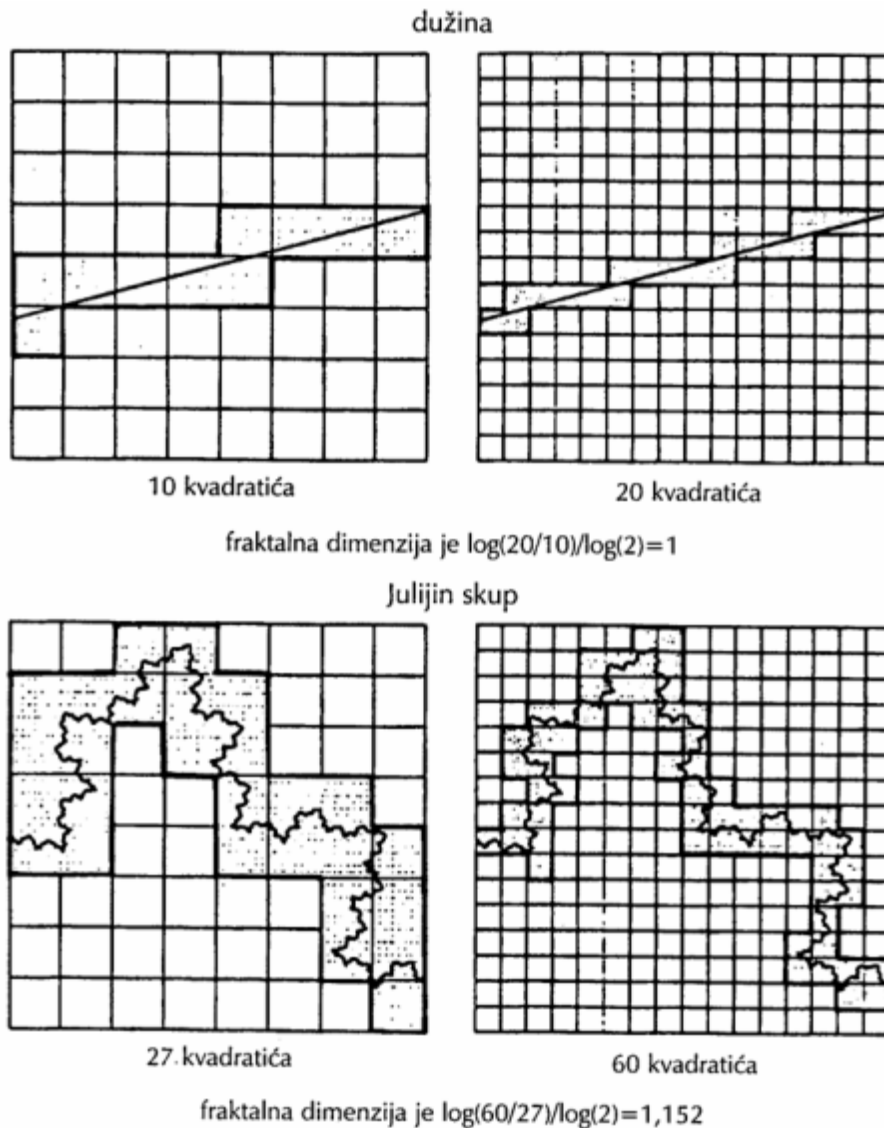 dužina
10 kvadratića
20 kvadratića
fraktalna dimenzija je log(20/10)/log(2)=1
Julijin skup
27 kvadratića
60 kvadratića
fraktalna dimenzija je log(60/27)/log(2)=1,152